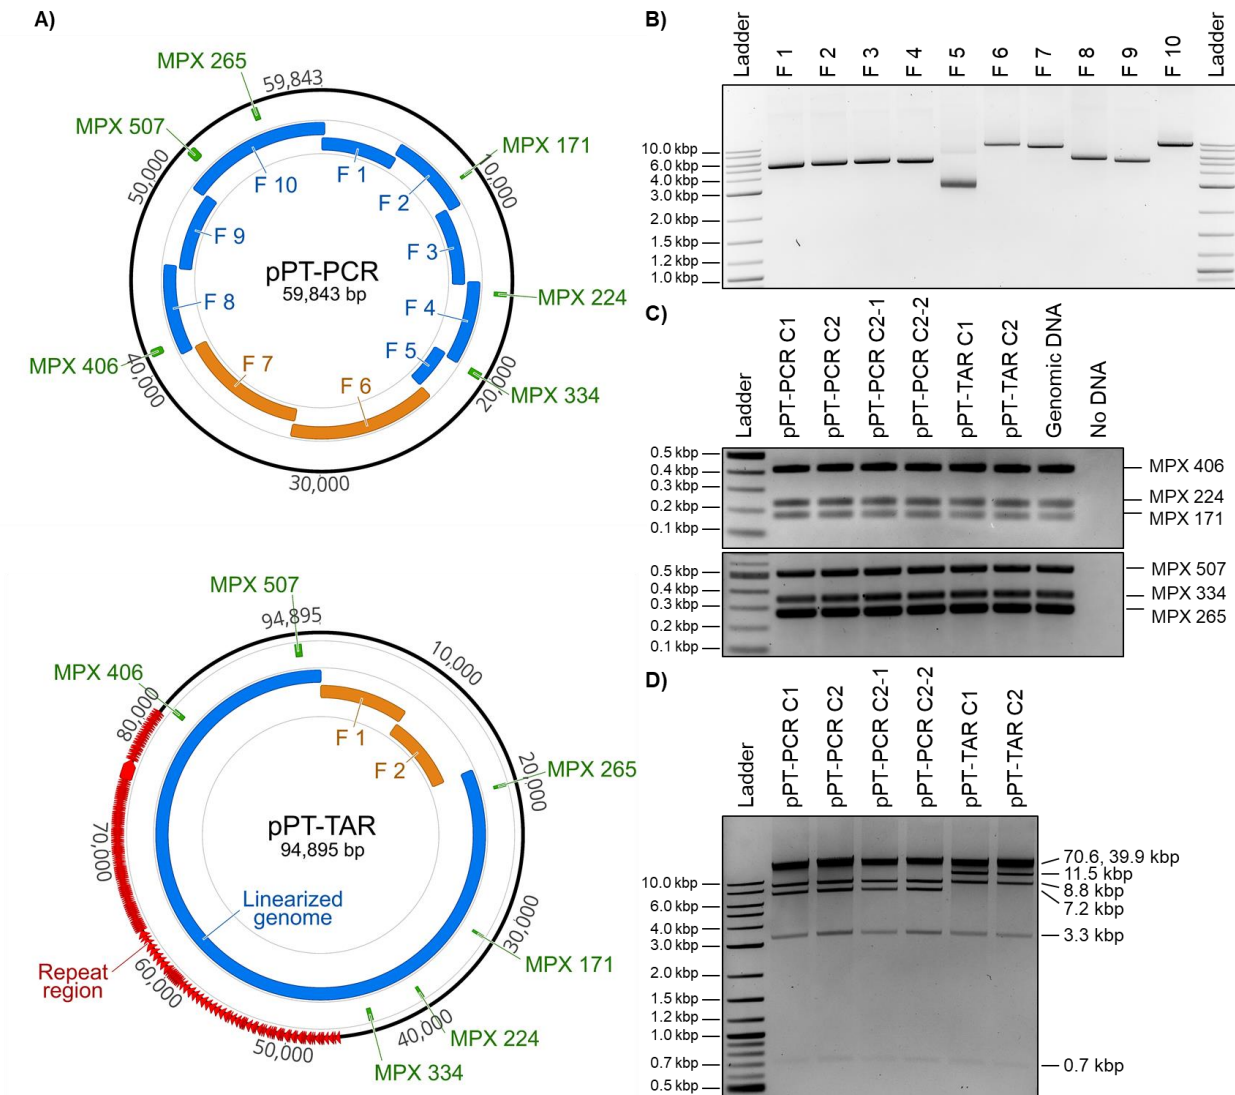 A)
MPX 265
59,843
MPX 507
MPX 171
50,000
10,000
F 1
F 10
F 2
F 9
F 3
pPT-PCR
59,843 bp
MPX 224
F 8
F 4
F 5
F 7
F 6
MPX 406
40,000
20,000
MPX 334
30,000
MPX 507
94,895
MPX 406
10,000
80,000
F 1
F 2
20,000
MPX 265
pPT-TAR
94,895 bp
70,000
Linearized
genome
30,000
MPX 171
Repeat
region
60,000
40,000
MPX 224
50,000
MPX 334
B)
Ladder
F 1
F 2
F 3
F 4
F 5
F 6
F 7
F 8
F 9
F 10
Ladder
10.0 kbp
6.0 kbp
4.0 kbp
3.0 kbp
2.0 kbp
1.5 kbp
1.2 kbp
1.0 kbp
C)
Ladder
pPT-PCR C1
pPT-PCR C2
pPT-PCR C2-1
pPT-PCR C2-2
pPT-TAR C1
pPT-TAR C2
Genomic DNA
No DNA
0.5 kbp
0.4 kbp
0.3 kbp
0.2 kbp
0.1 kbp
MPX 406
MPX 224
MPX 171
0.5 kbp
0.4 kbp
0.3 kbp
0.2 kbp
0.1 kbp
MPX 507
MPX 334
MPX 265
D)
Ladder
pPT-PCR C1
pPT-PCR C2
pPT-PCR C2-1
pPT-PCR C2-2
pPT-TAR C1
pPT-TAR C2
10.0 kbp
6.0 kbp
4.0 kbp
3.0 kbp
2.0 kbp
1.5 kbp
1.2 kbp
1.0 kbp
0.7 kbp
0.5 kbp
70.6, 39.9 kbp
11.5 kbp
8.8 kbp
7.2 kbp
3.3 kbp
0.7 kbp